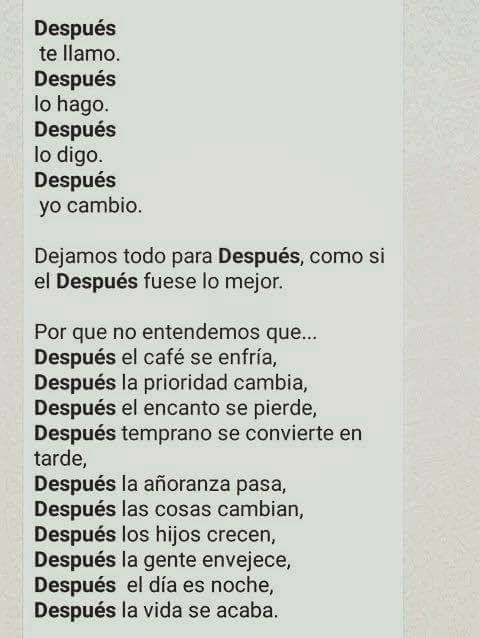 Después
te llamo.
Después
lo hago.
Después
lo digo.
Después
yo cambio.
Dejamos todo para Después, como si
el Después fuese lo mejor.
Por que no entendemos que...
Después el café se enfría,
Después la prioridad cambia,
Después el encanto se pierde,
Después temprano se convierte en
tarde,
Después la añoranza pasa,
Después las cosas cambian,
Después los hijos crecen,
Después la gente envejece,
Después el día es noche,
Después la vida se acaba.